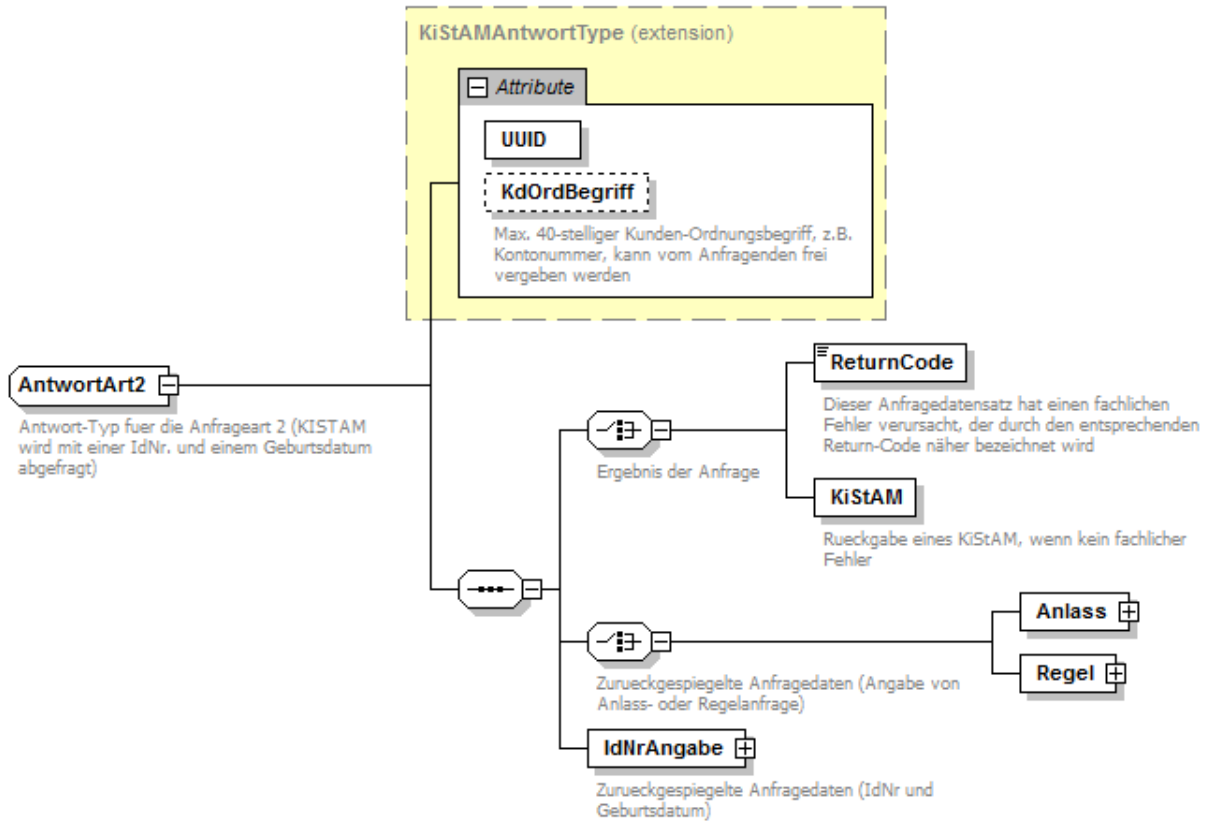 KiStAMAntwortType (extension)
Attribute
UUID
KdOrdBegriff
Max. 40-stelliger Kunden-Ordnungsbegriff, z.B.
Kontonummer, kann vom Anfragenden frei
vergeben werden
AntwortArt2
Antwort-Typ fuer die Anfrageart 2 (KISTAM
wird mit einer IdNr. und einem Geburtsdatum
abgefragt)
Ergebnis der Anfrage
ReturnCode
Dieser Anfragedatensatz hat einen fachlichen
Fehler verursacht, der durch den entsprechenden
Return-Code näher bezeichnet wird
KiStAM
Rueckgabe eines KiStAM, wenn kein fachlicher
Fehler
Zurueckgespiegelte Anfragedaten (Angabe von
Anlass- oder Regelanfrage)
Anlass
Regel
IdNrAngabe
Zurueckgespiegelte Anfragedaten (IdNr und
Geburtsdatum)